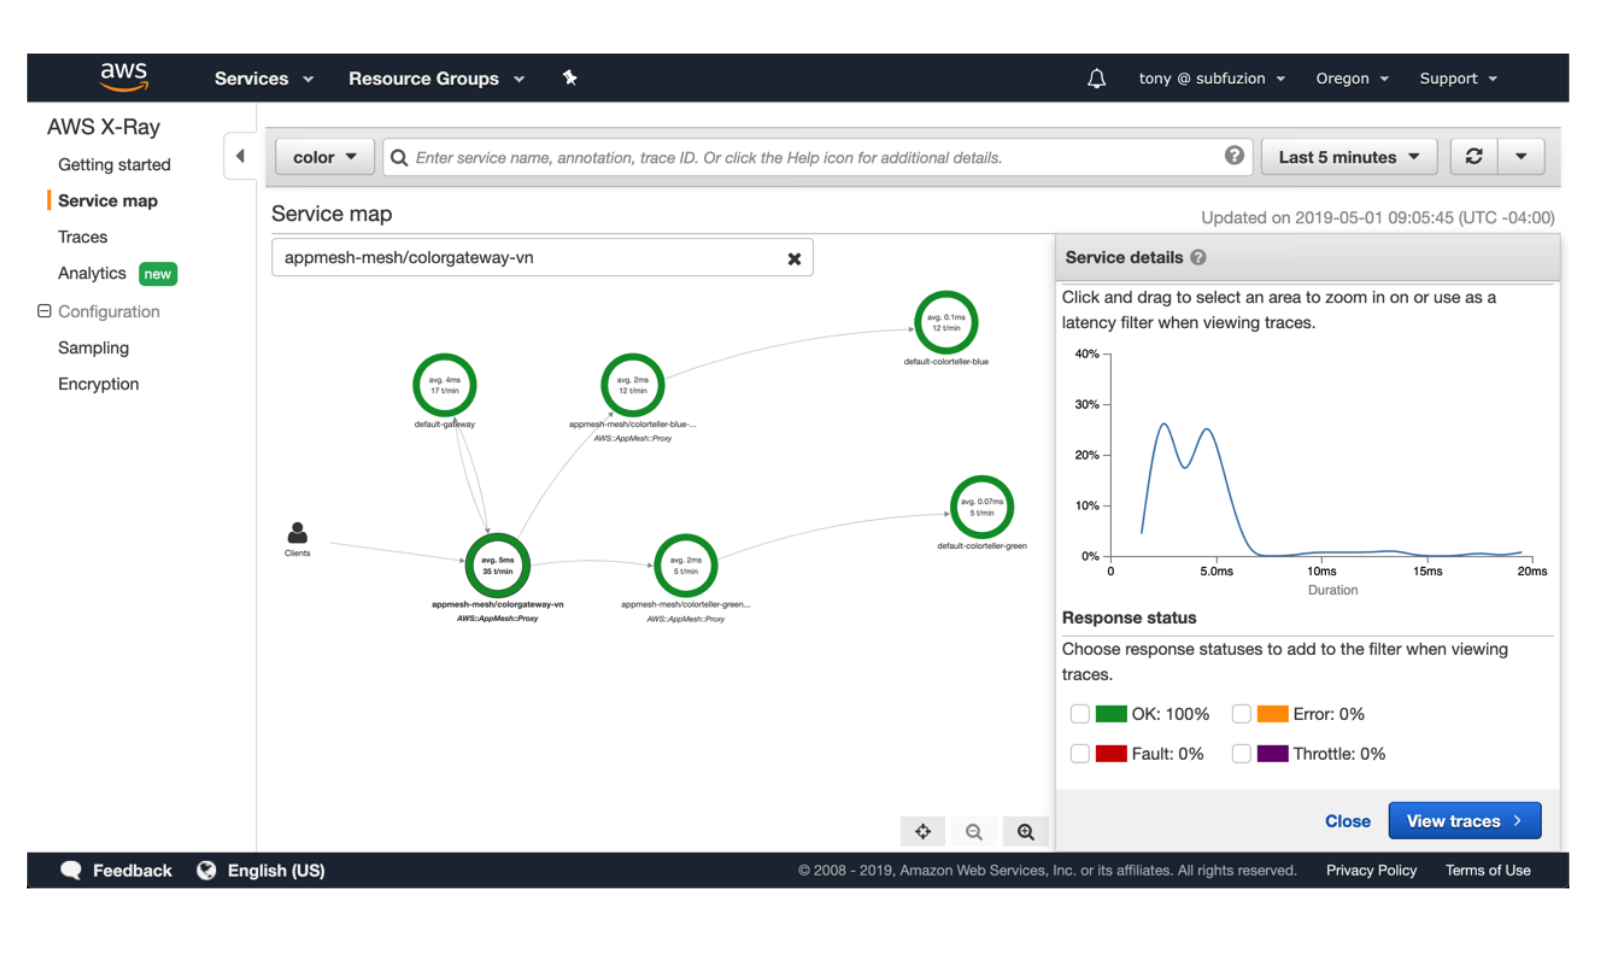 aws
Services
Resource Groups
tony @ subfuzion
Oregon
Support
AWS X-Ray
Getting started
Service map
Traces
Analytics new
Configuration
Sampling
Encryption
color
Enter service name, annotation, trace ID. Or click the Help icon for additional details.
?
Last 5 minutes
Service map
Updated on 2019-05-01 09:05:45 (UTC -04:00)
appmesh-mesh/colorgateway-vn
avg. 0.1ms
12 t/min
default-colorteller-blue
avg. 4ms
17 t/min
default-gateway
avg. 2ms
12 t/min
appmesh-mesh/colorteller-blue-...
AWS::AppMesh::Proxy
avg. 0.07ms
5 t/min
default-colorteller-green
Clients
avg. 5ms
35 t/min
appmesh-mesh/colorgateway-vn
AWS::AppMesh::Proxy
avg. 2ms
5 t/min
appmesh-mesh/colorteller-green...
AWS::AppMesh::Proxy
Service details ?
Click and drag to select an area to zoom in on or use as a
latency filter when viewing traces.
40%
30%
20%
10%
0%
0
5.0ms
10ms
15ms
20ms
Duration
Response status
Choose response statuses to add to the filter when viewing
traces.
OK: 100%
Error: 0%
Fault: 0%
Throttle: 0%
Close
View traces
Feedback
English (US)
© 2008 - 2019, Amazon Web Services, Inc. or its affiliates. All rights reserved.
Privacy Policy
Terms of Use